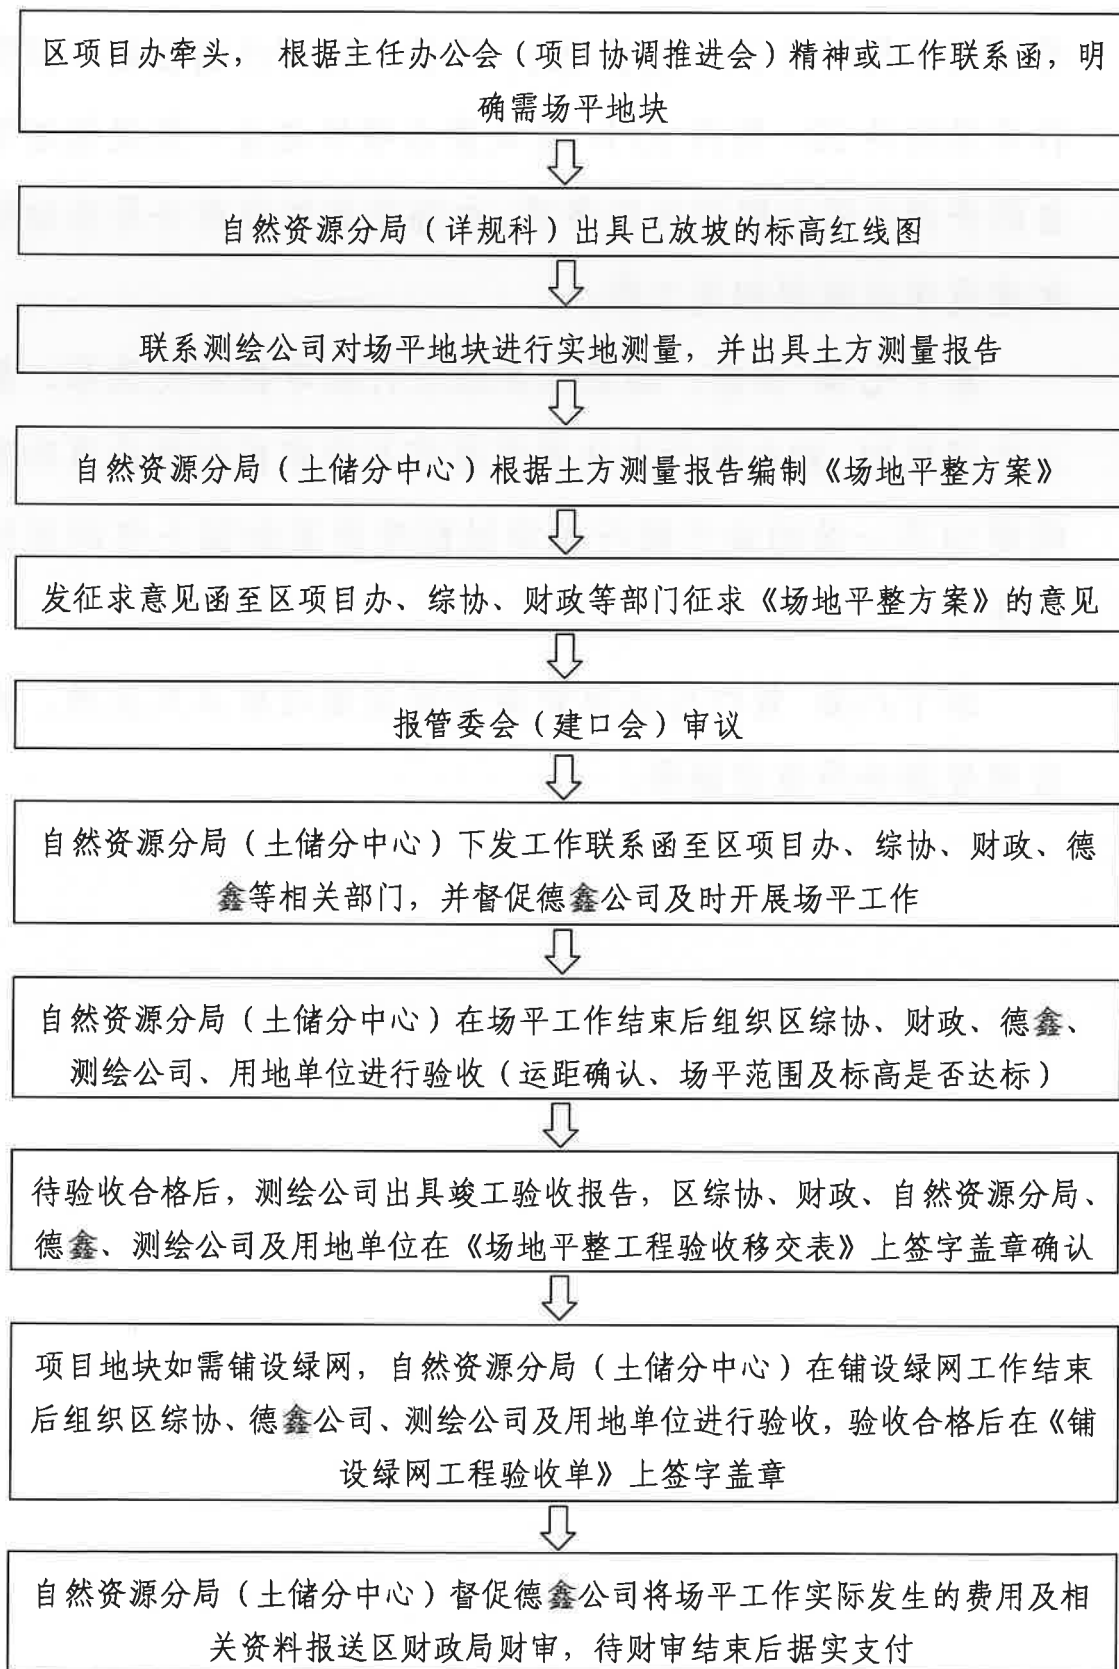 区项目办牵头， 根据主任办公会（项目协调推进会）精神或工作联系函，明
确需场平地块
自然资源分局（详规科）出具已放坡的标高红线图
联系测绘公司对场平地块进行实地测量，并出具土方测量报告
自然资源分局（土储分中心）根据土方测量报告编制《场地平整方案》
发征求意见函至区项目办、综协、财政等部门征求《场地平整方案》的意见
报管委会（建口会）审议
自然资源分局（土储分中心）下发工作联系函至区项目办、综协、财政、德
鑫等相关部门，并督促德鑫公司及时开展场平工作
自然资源分局（土储分中心）在场平工作结束后组织区综协、财政、德鑫、
测绘公司、用地单位进行验收（运距确认、场平范围及标高是否达标）
待验收合格后，测绘公司出具竣工验收报告，区综协、财政、自然资源分局、
德鑫、测绘公司及用地单位在《场地平整工程验收移交表》上签字盖章确认
项目地块如需铺设绿网，自然资源分局（土储分中心）在铺设绿网工作结束
后组织区综协、德鑫公司、测绘公司及用地单位进行验收，验收合格后在《铺
设绿网工程验收单》上签字盖章
自然资源分局（土储分中心）督促德鑫公司将场平工作实际发生的费用及相
关资料报送区财政局财审，待财审结束后据实支付